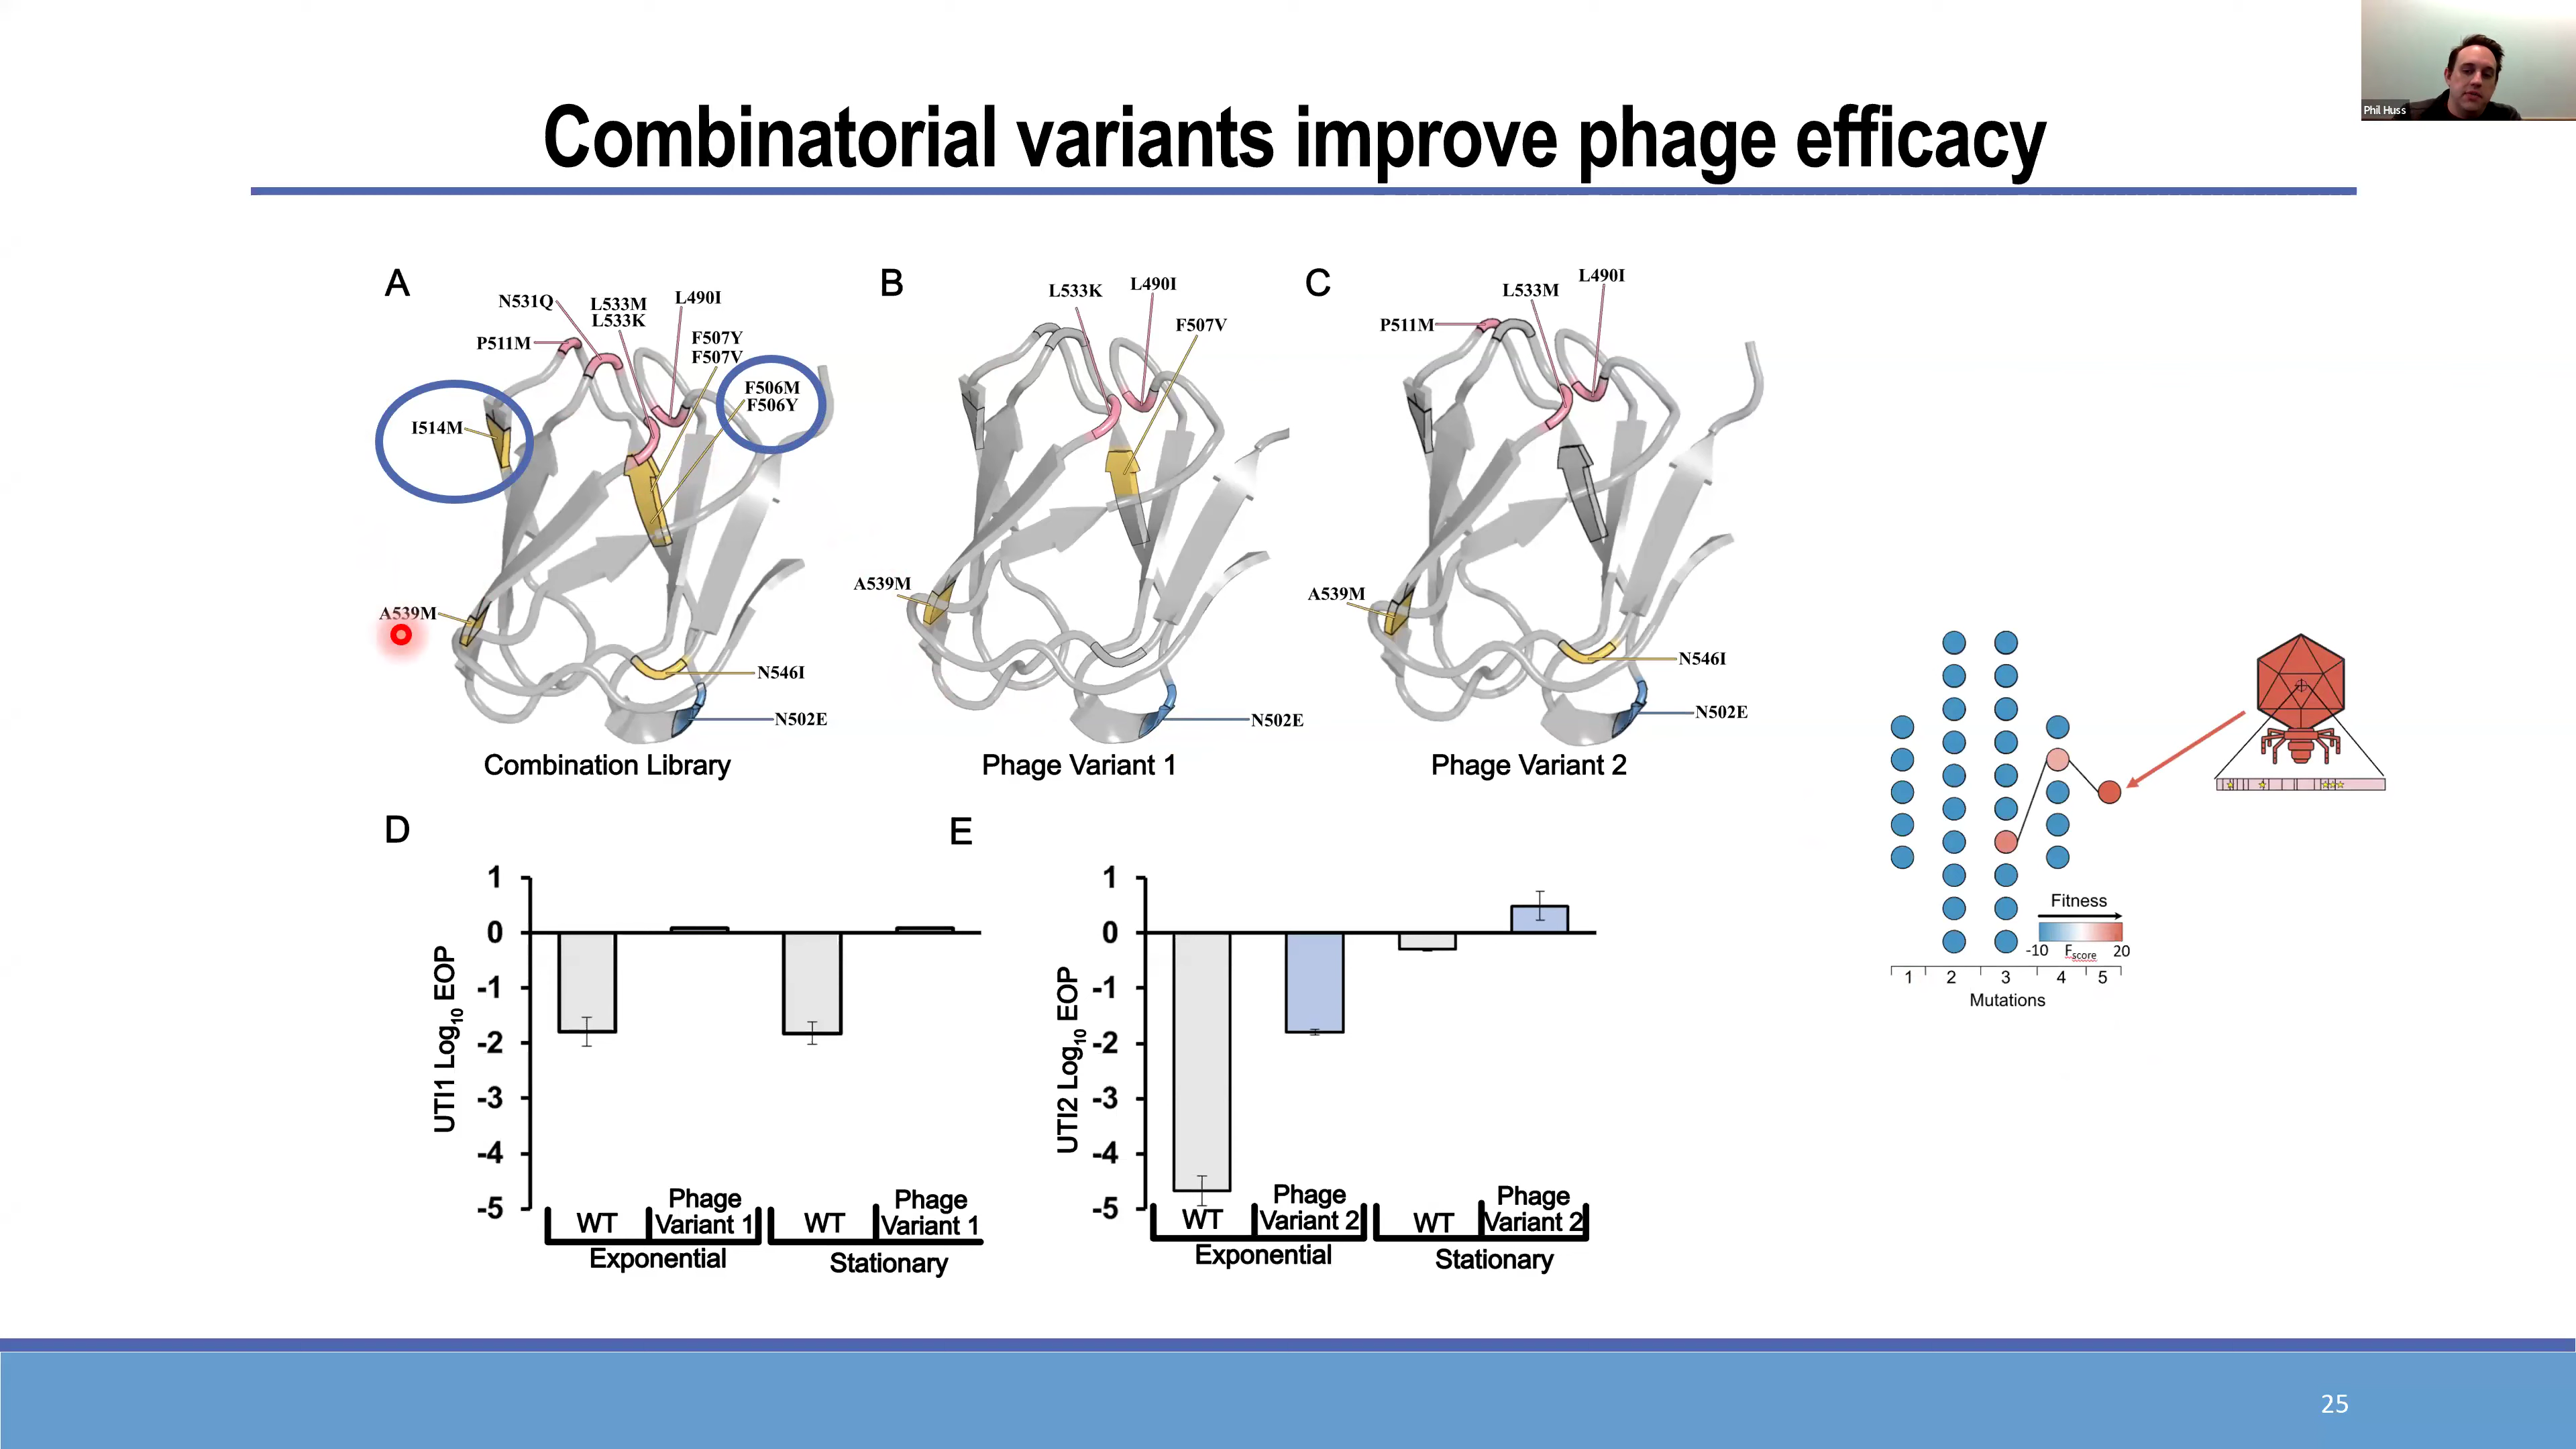 Phil Huss
Combinatorial variants improve phage efficacy
A
N531Q
L533M
L533K
L490I
P511M
F507Y
F507V
F506M
F506Y
I514M
A539M
N546I
N502E
Combination Library
B
L533K
L490I
F507V
A539M
N502E
Phage Variant 1
C
L533M
L490I
P511M
A539M
N546I
N502E
Phage Variant 2
D
UTI1 Log10 EOP
1
0
-1
-2
-3
-4
-5
WT
Phage
Variant 1
WT
Phage
Variant 1
Exponential
Stationary
E
UTI2 Log10 EOP
1
0
-1
-2
-3
-4
-5
WT
Phage
Variant 2
WT
Phage
Variant 2
Exponential
Stationary
Fitness
-10 Fscore 20
1 2 3 4 5
Mutations
25